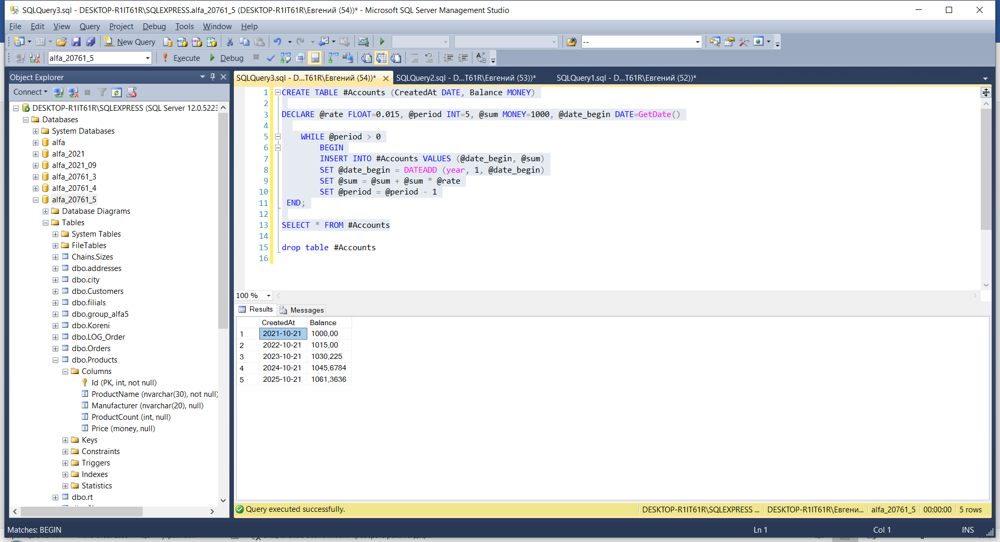 SQLQuery3.sql - DESKTOP-R1IT61R\SQLEXPRESS.alfa_20761_5 (DESKTOP-R1IT61R\Евгений (54))* - Microsoft SQL Server Management Studio
File Edit View Query Project Debug Tools Window Help
New Query --
alfa_20761_5 Execute Debug
Object Explorer
Connect
DESKTOP-R1IT61R\SQLEXPRESS (SQL Server 12.0.5223
Databases
System Databases
alfa
alfa_2021
alfa_2021_09
alfa_20761_3
alfa_20761_4
alfa_20761_5
Database Diagrams
Tables
System Tables
FileTables
Chains.Sizes
dbo.addresses
dbo.city
dbo.Customers
dbo.filials
dbo.group_alfa5
dbo.Koreni
dbo.LOG_Order
dbo.Orders
dbo.Products
Columns
Id (PK, int, not null)
ProductName (nvarchar(30), not null)
Manufacturer (nvarchar(20), null)
ProductCount (int, null)
Price (money, null)
Keys
Constraints
Triggers
Indexes
Statistics
dbo.rt
SQLQuery3.sql - D...T61R\Евгений (54))* SQLQuery2.sql - D...T61R\Евгений (53))* SQLQuery1.sql - D...T61R\Евгений (52))*
1 CREATE TABLE #Accounts (CreatedAt DATE, Balance MONEY)
2
3 DECLARE @rate FLOAT=0.015, @period INT=5, @sum MONEY=1000, @date_begin DATE=GetDate()
4
5 WHILE @period > 0
6 BEGIN
7 INSERT INTO #Accounts VALUES (@date_begin, @sum)
8 SET @date_begin = DATEADD (year, 1, @date_begin)
9 SET @sum = @sum + @sum * @rate
10 SET @period = @period - 1
11 END;
12
13 SELECT * FROM #Accounts
14
15 drop table #Accounts
16
100 %
Results Messages
CreatedAt Balance
1 2021-10-21 1000,00
2 2022-10-21 1015,00
3 2023-10-21 1030,225
4 2024-10-21 1045,6784
5 2025-10-21 1061,3636
Query executed successfully. DESKTOP-R1IT61R\SQLEXPRESS ... DESKTOP-R1IT61R\Евгени... alfa_20761_5 00:00:00 5 rows
Matches: BEGIN Ln 1 Col 1 INS